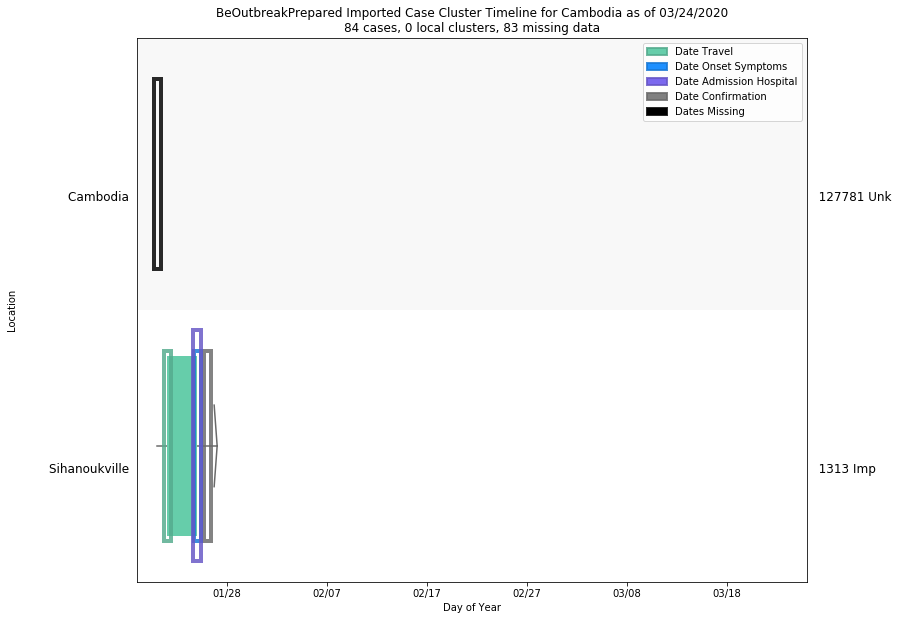 BeOutbreakPrepared Imported Case Cluster Timeline for Cambodia as of 03/24/2020
84 cases, 0 local clusters, 83 missing data
Date Travel
Date Onset Symptoms
Date Admission Hospital
Date Confirmation
Dates Missing
Cambodia
127781 Unk
Location
Sihanoukville
1313 Imp
01/28
02/07
02/17
02/27
03/08
03/18
Day of Year